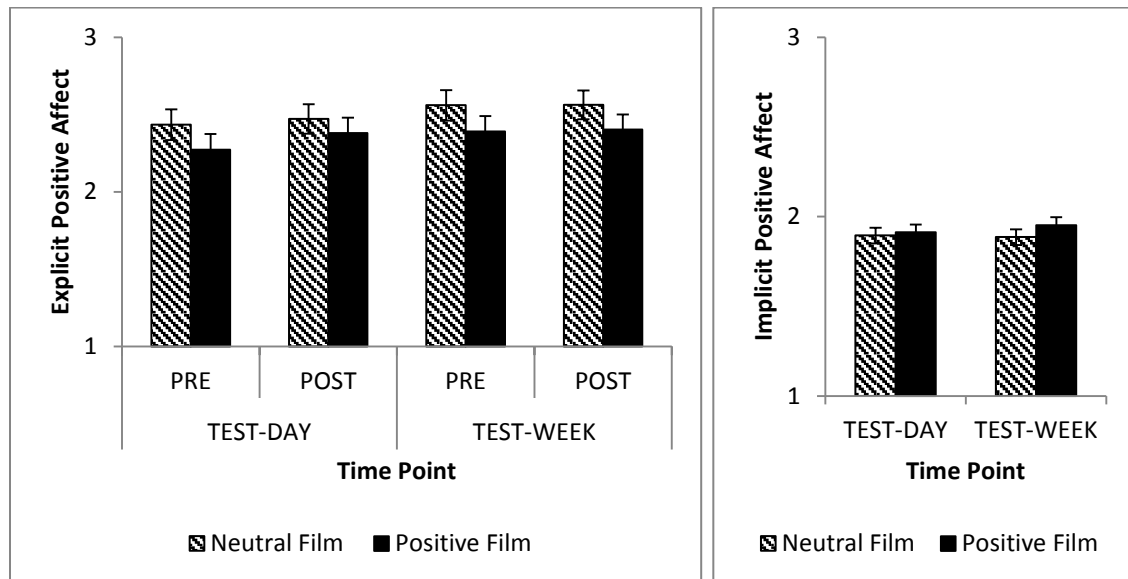 3
2
1
Explicit Positive Affect
PRE POST PRE POST
TEST-DAY TEST-WEEK
Time Point
Neutral Film Positive Film
3
2
1
Implicit Positive Affect
TEST-DAY TEST-WEEK
Time Point
Neutral Film Positive Film